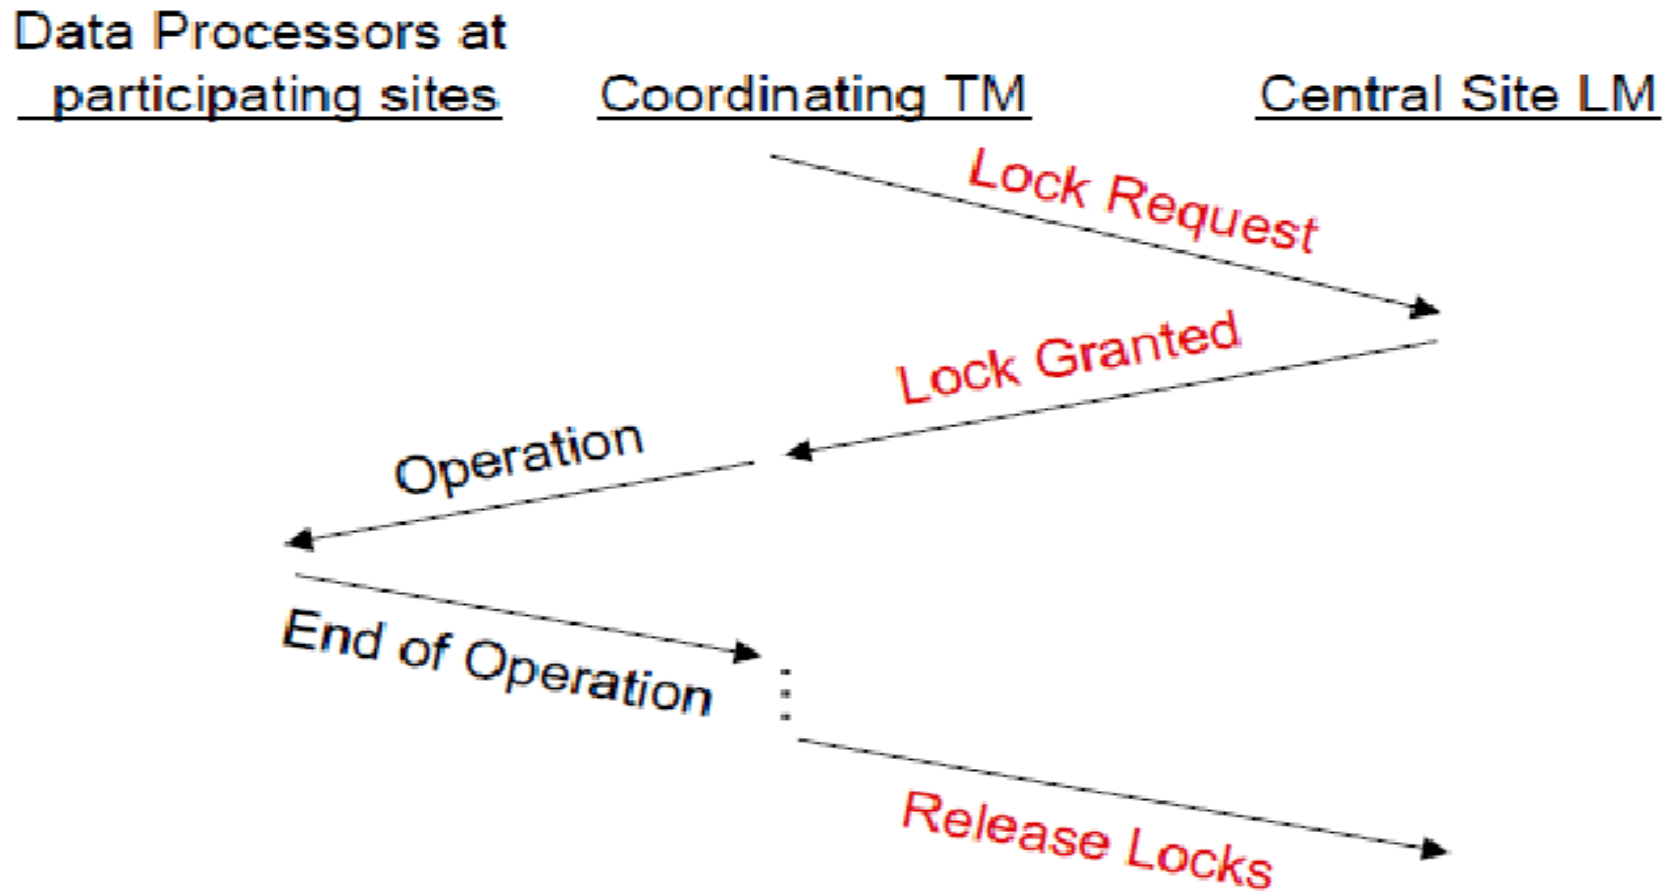 Data Processors at
participating sites
Coordinating TM
Central Site LM
Lock Request
Lock Granted
Operation
End of Operation
Release Locks